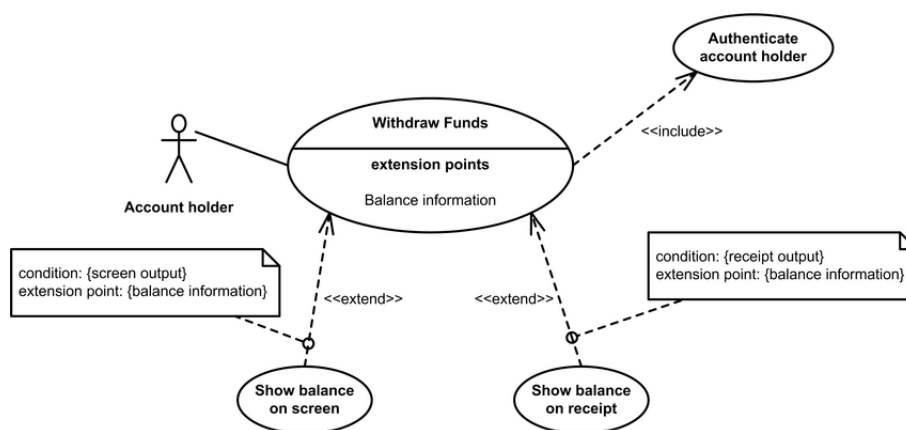 Authenticate
account holder
Withdraw Funds
<<include>>
extension points
Balance information
Account holder
condition: {screen output}
extension point: {balance information}
condition: {receipt output}
extension point: {balance information}
<<extend>>
<<extend>>
Show balance
on screen
Show balance
on receipt